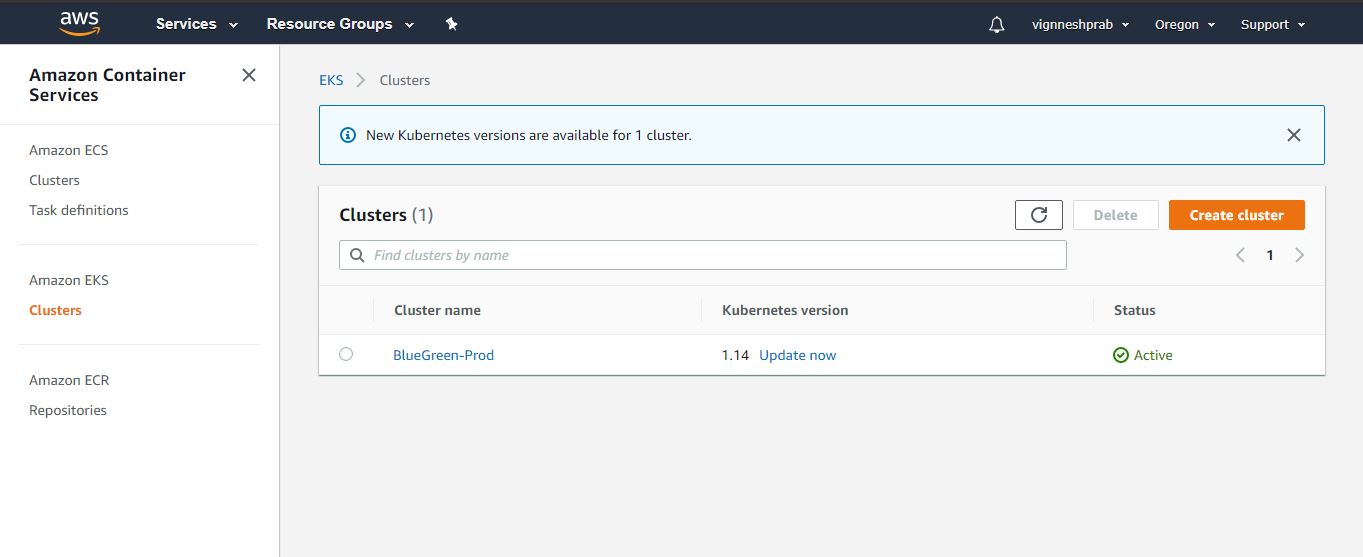 aws Services Resource Groups vignneshprab Oregon Support
Amazon Container
Services
Amazon ECS
Clusters
Task definitions
Amazon EKS
Clusters
Amazon ECR
Repositories
EKS Clusters
New Kubernetes versions are available for 1 cluster.
Clusters (1) Delete Create cluster
Find clusters by name 1
Cluster name Kubernetes version Status
BlueGreen-Prod 1.14 Update now Active